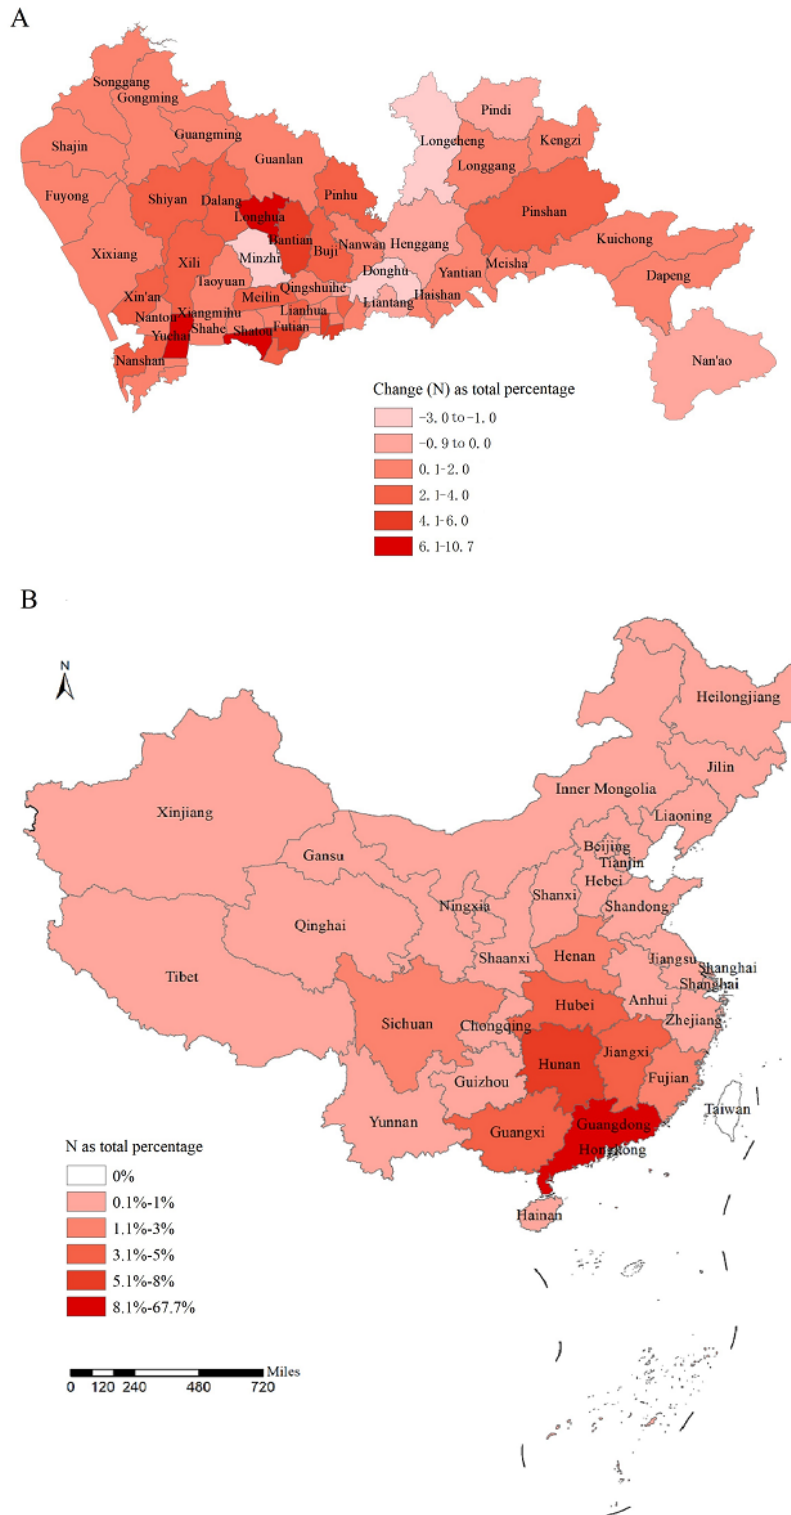 A
Songgang
Gongming
Shajin
Guangming
Guanlan
Fuyong
Shiyan
Dalang
Longhua
Pinhu
Longcheng
Pindi
Longgang
Kengzi
Pinshan
Xixiang
Xili
Minzhi
Bantian
Buji
Nanwan
Henggang
Kuichong
Taoyuan
Donghu
Yantian
Meisha
Dapeng
Xin'an
Meilin
Qingshuihe
Liantang
Haishan
Nantou
Xiangmihu
Lianhua
Yuehai
Shahe
Shatou
Futian
Nanshan
Nan'ao
Change (N) as total percentage
-3.0 to -1.0
-0.9 to 0.0
0.1-2.0
2.1-4.0
4.1-6.0
6.1-10.7
B
N
Heilongjiang
Jilin
Inner Mongolia
Liaoning
Xinjiang
Beijing
Tianjin
Gansu
Hebei
Shanxi
Shandong
Ningxia
Qinghai
Shaanxi
Henan
Jiangsu
Shanghai
Tibet
Shanghai
Anhui
Hubei
Zhejiang
Sichuan
Chongqing
Hunan
Jiangxi
Guizhou
Fujian
Yunnan
Taiwan
Guangxi
Guangdong
HongKong
Hainan
N as total percentage
0%
0.1%-1%
1.1%-3%
3.1%-5%
5.1%-8%
8.1%-67.7%
Miles
0 120 240 480 720